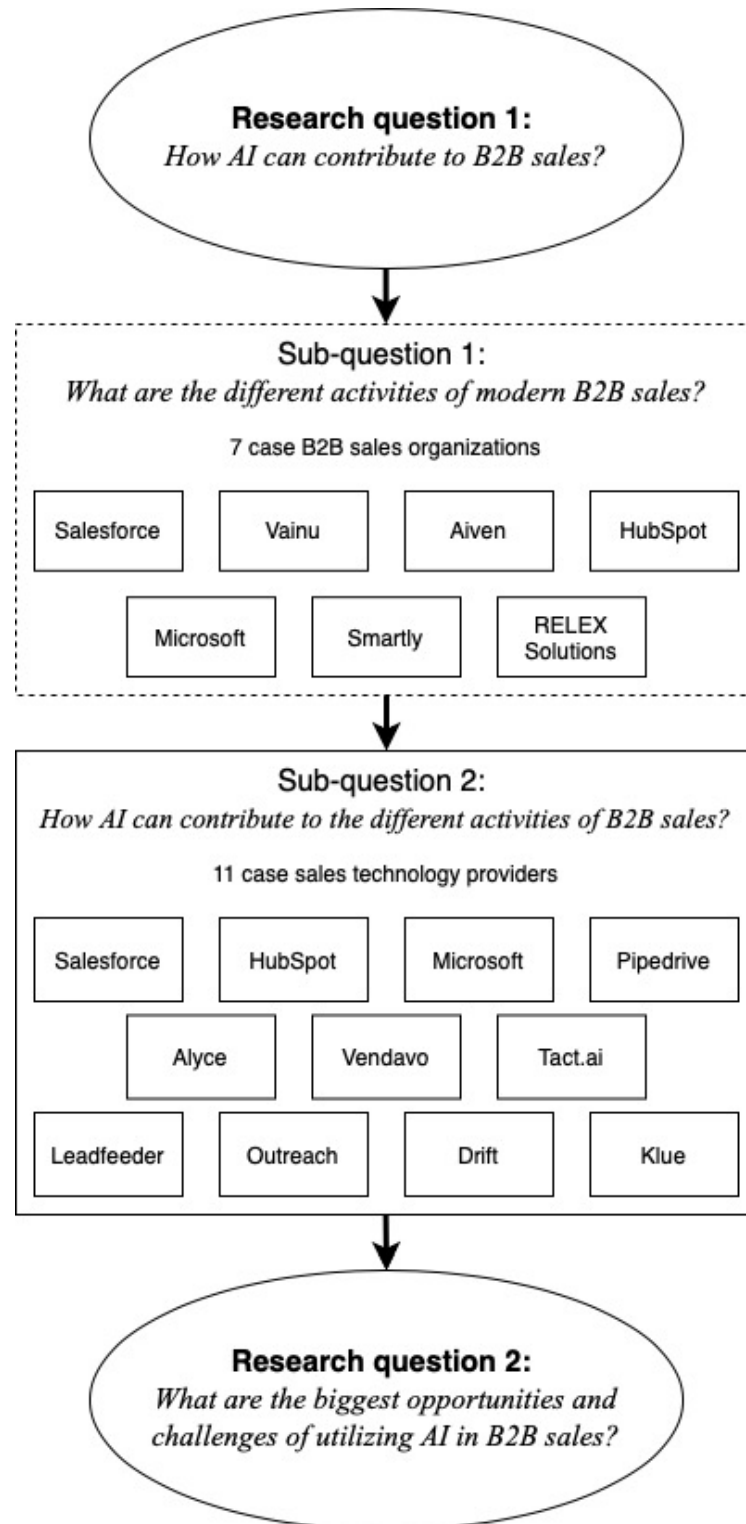 Research question 1:
How AI can contribute to B2B sales?
Sub-question 1:
What are the different activities of modern B2B sales?
7 case B2B sales organizations
Salesforce
Vainu
Aiven
HubSpot
Microsoft
Smartly
RELEX
Solutions
Sub-question 2:
How AI can contribute to the different activities of B2B sales?
11 case sales technology providers
Salesforce
HubSpot
Microsoft
Pipedrive
Alyce
Vendavo
Tact.ai
Leadfeeder
Outreach
Drift
Klue
Research question 2:
What are the biggest opportunities and
challenges of utilizing AI in B2B sales?